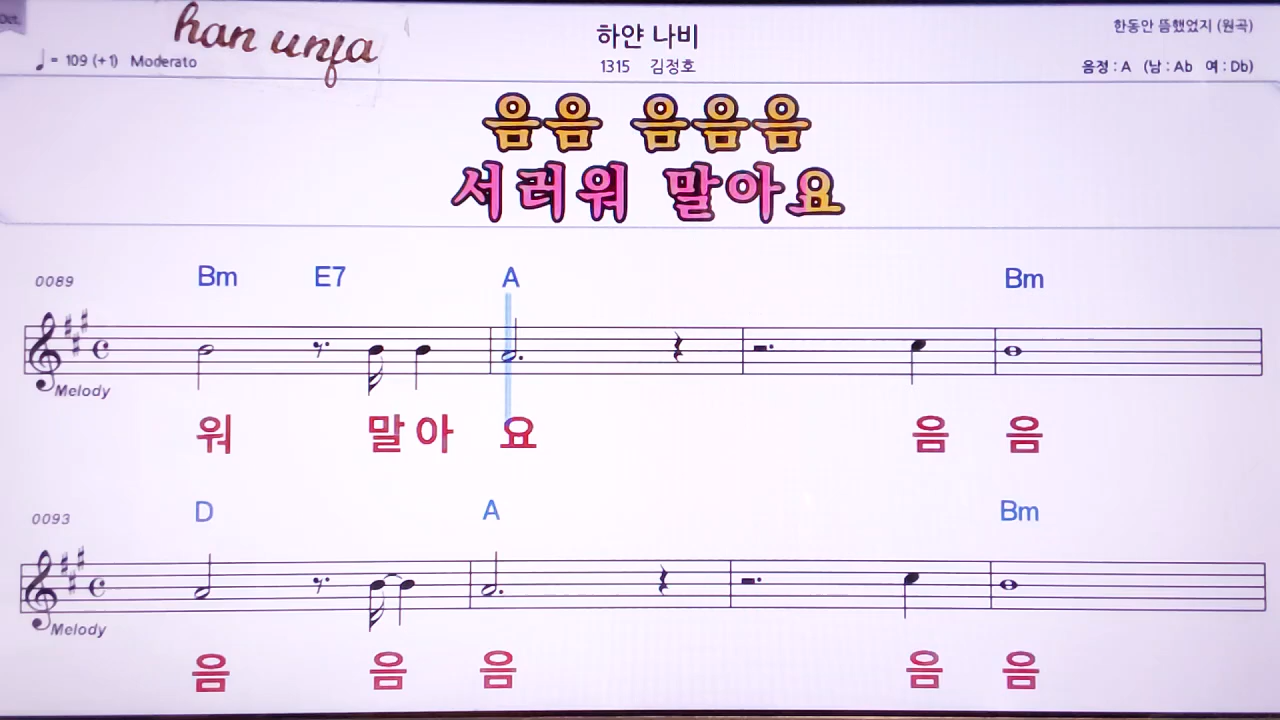 Oct.
han unfa
♩= 109 (+1) Moderato
하얀 나비
1315 김정호
한동안 뜸했었지 (원곡)
음정 : A (남 : Ab 여 : Db)
음음 음음음
서러워 말아요
0089
Bm E7 A Bm
Melody
워 말 아 요 음 음
0093
D A Bm
Melody
음 음 음 음 음